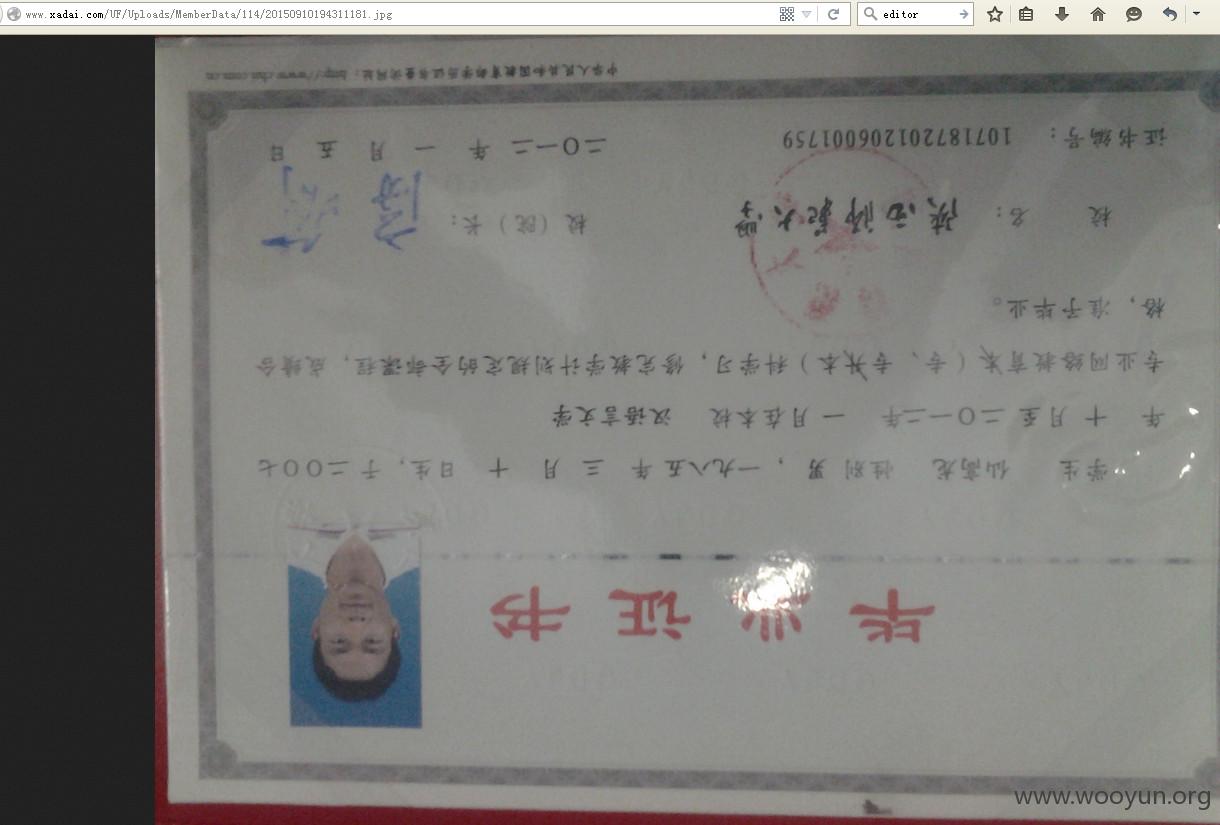 www.xadai.com/UF/Uploads/MemberData/114/20150910194311181.jpg
editor
毕业证书
学生 仙高龙 性别 男 ，一九八五年 三 月 十 日生，于二〇〇七
年 十 月至二〇一二年 一 月在本校 汉语言文学
专业网络教育（专、专升本）科学习，修完教学计划规定的全部课程，成绩合
格，准予毕业。
校 名： 陕西师范大学 校（院）长：
证书编号： 107187201206001759 二〇一二 年 一 月 五 日
中华人民共和国教育部学历证书查询网址：http://www.chsi.com.cn
www.wooyun.org